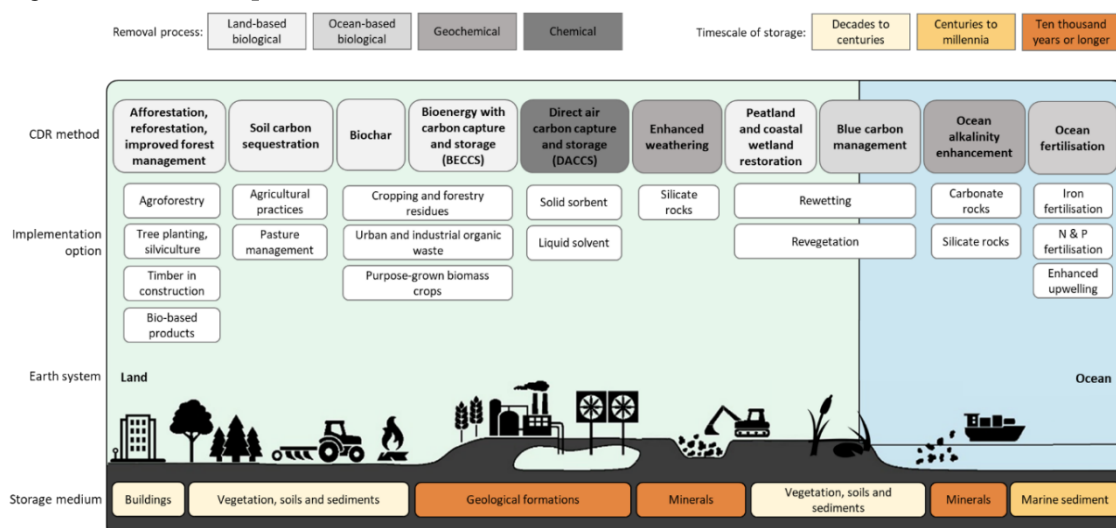 Removal process:
Land-based
biological
Ocean-based
biological
Geochemical
Chemical
Timescale of storage:
Decades to
centuries
Centuries to
millennia
Ten thousand
years or longer
CDR method
Afforestation,
reforestation,
improved forest
management
Soil carbon
sequestration
Biochar
Bioenergy with
carbon capture
and storage
(BECCS)
Direct air
carbon capture
and storage
(DACCS)
Enhanced
weathering
Peatland
and coastal
wetland
restoration
Blue carbon
management
Ocean
alkalinity
enhancement
Ocean
fertilisation
Implementation
option
Agroforestry
Tree planting,
silviculture
Timber in
construction
Bio-based
products
Agricultural
practices
Pasture
management
Cropping and forestry
residues
Urban and industrial organic
waste
Purpose-grown biomass
crops
Solid sorbent
Liquid solvent
Silicate
rocks
Rewetting
Revegetation
Carbonate
rocks
Silicate rocks
Iron
fertilisation
N & P
fertilisation
Enhanced
upwelling
Earth system
Land
Ocean
Storage medium
Buildings
Vegetation, soils and sediments
Geological formations
Minerals
Vegetation, soils and
sediments
Minerals
Marine sediment